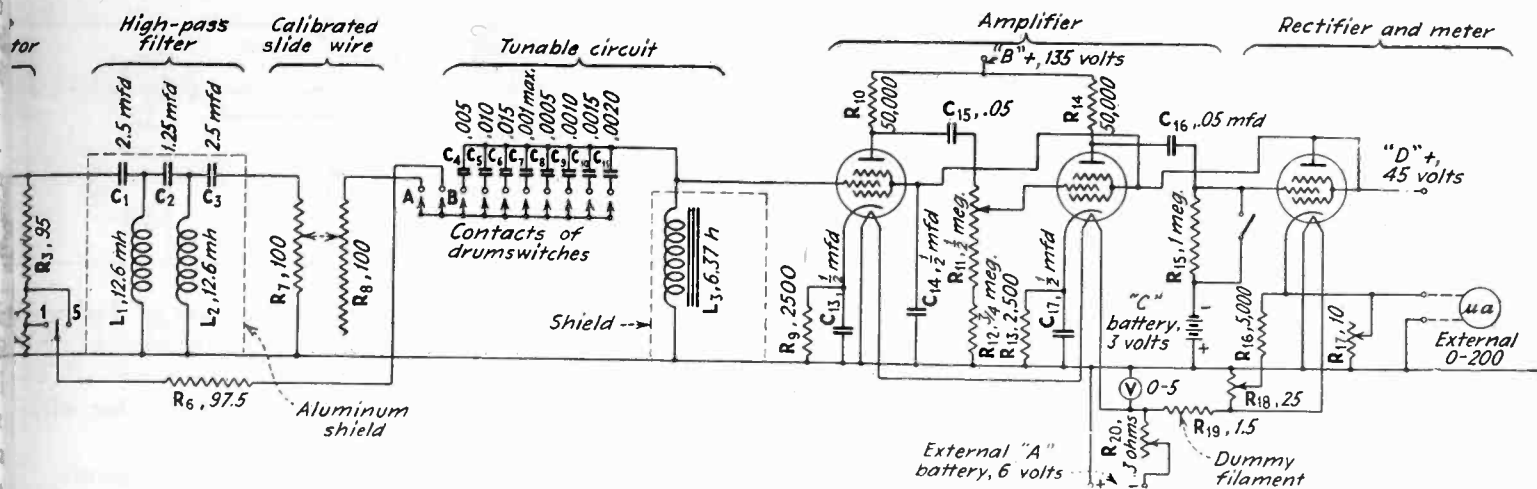 tor
High-pass
filter
Calibrated
slide wire
Tunable circuit
Amplifier
Rectifier and meter
2.5 mfd
1.25 mfd
2.5 mfd
C1
C2
C3
R3, 95
L1, 12.6 mh
L2, 12.6 mh
1
5
R7, 100
R8, 100
R6, 97.5
Aluminum
shield
.005
.010
.015
.001 max.
.0005
.0010
.0015
.0020
C4
C5
C6
C7
C8
C9
C10
A
B
Contacts of
drumswitches
Shield
L3, 6.37 h
"B"+, 135 volts
R10
50,000
C15, .05
R14
50,000
C16, .05 mfd
"D"+,
45 volts
R9, 2500
C13, ½ mfd
C14, ½ mfd
R11, ½ meg.
R12, ¼ meg.
R13, 2,500
C17, ½ mfd
"C"
battery,
3 volts
R15, 1 meg.
-
+
R16, 5,000
R17, 10
μa
External
0-200
V
0-5
R18, 25
R19, 1.5
R20,
.3 ohms
Dummy
filament
External "A"
battery, 6 volts
+
-